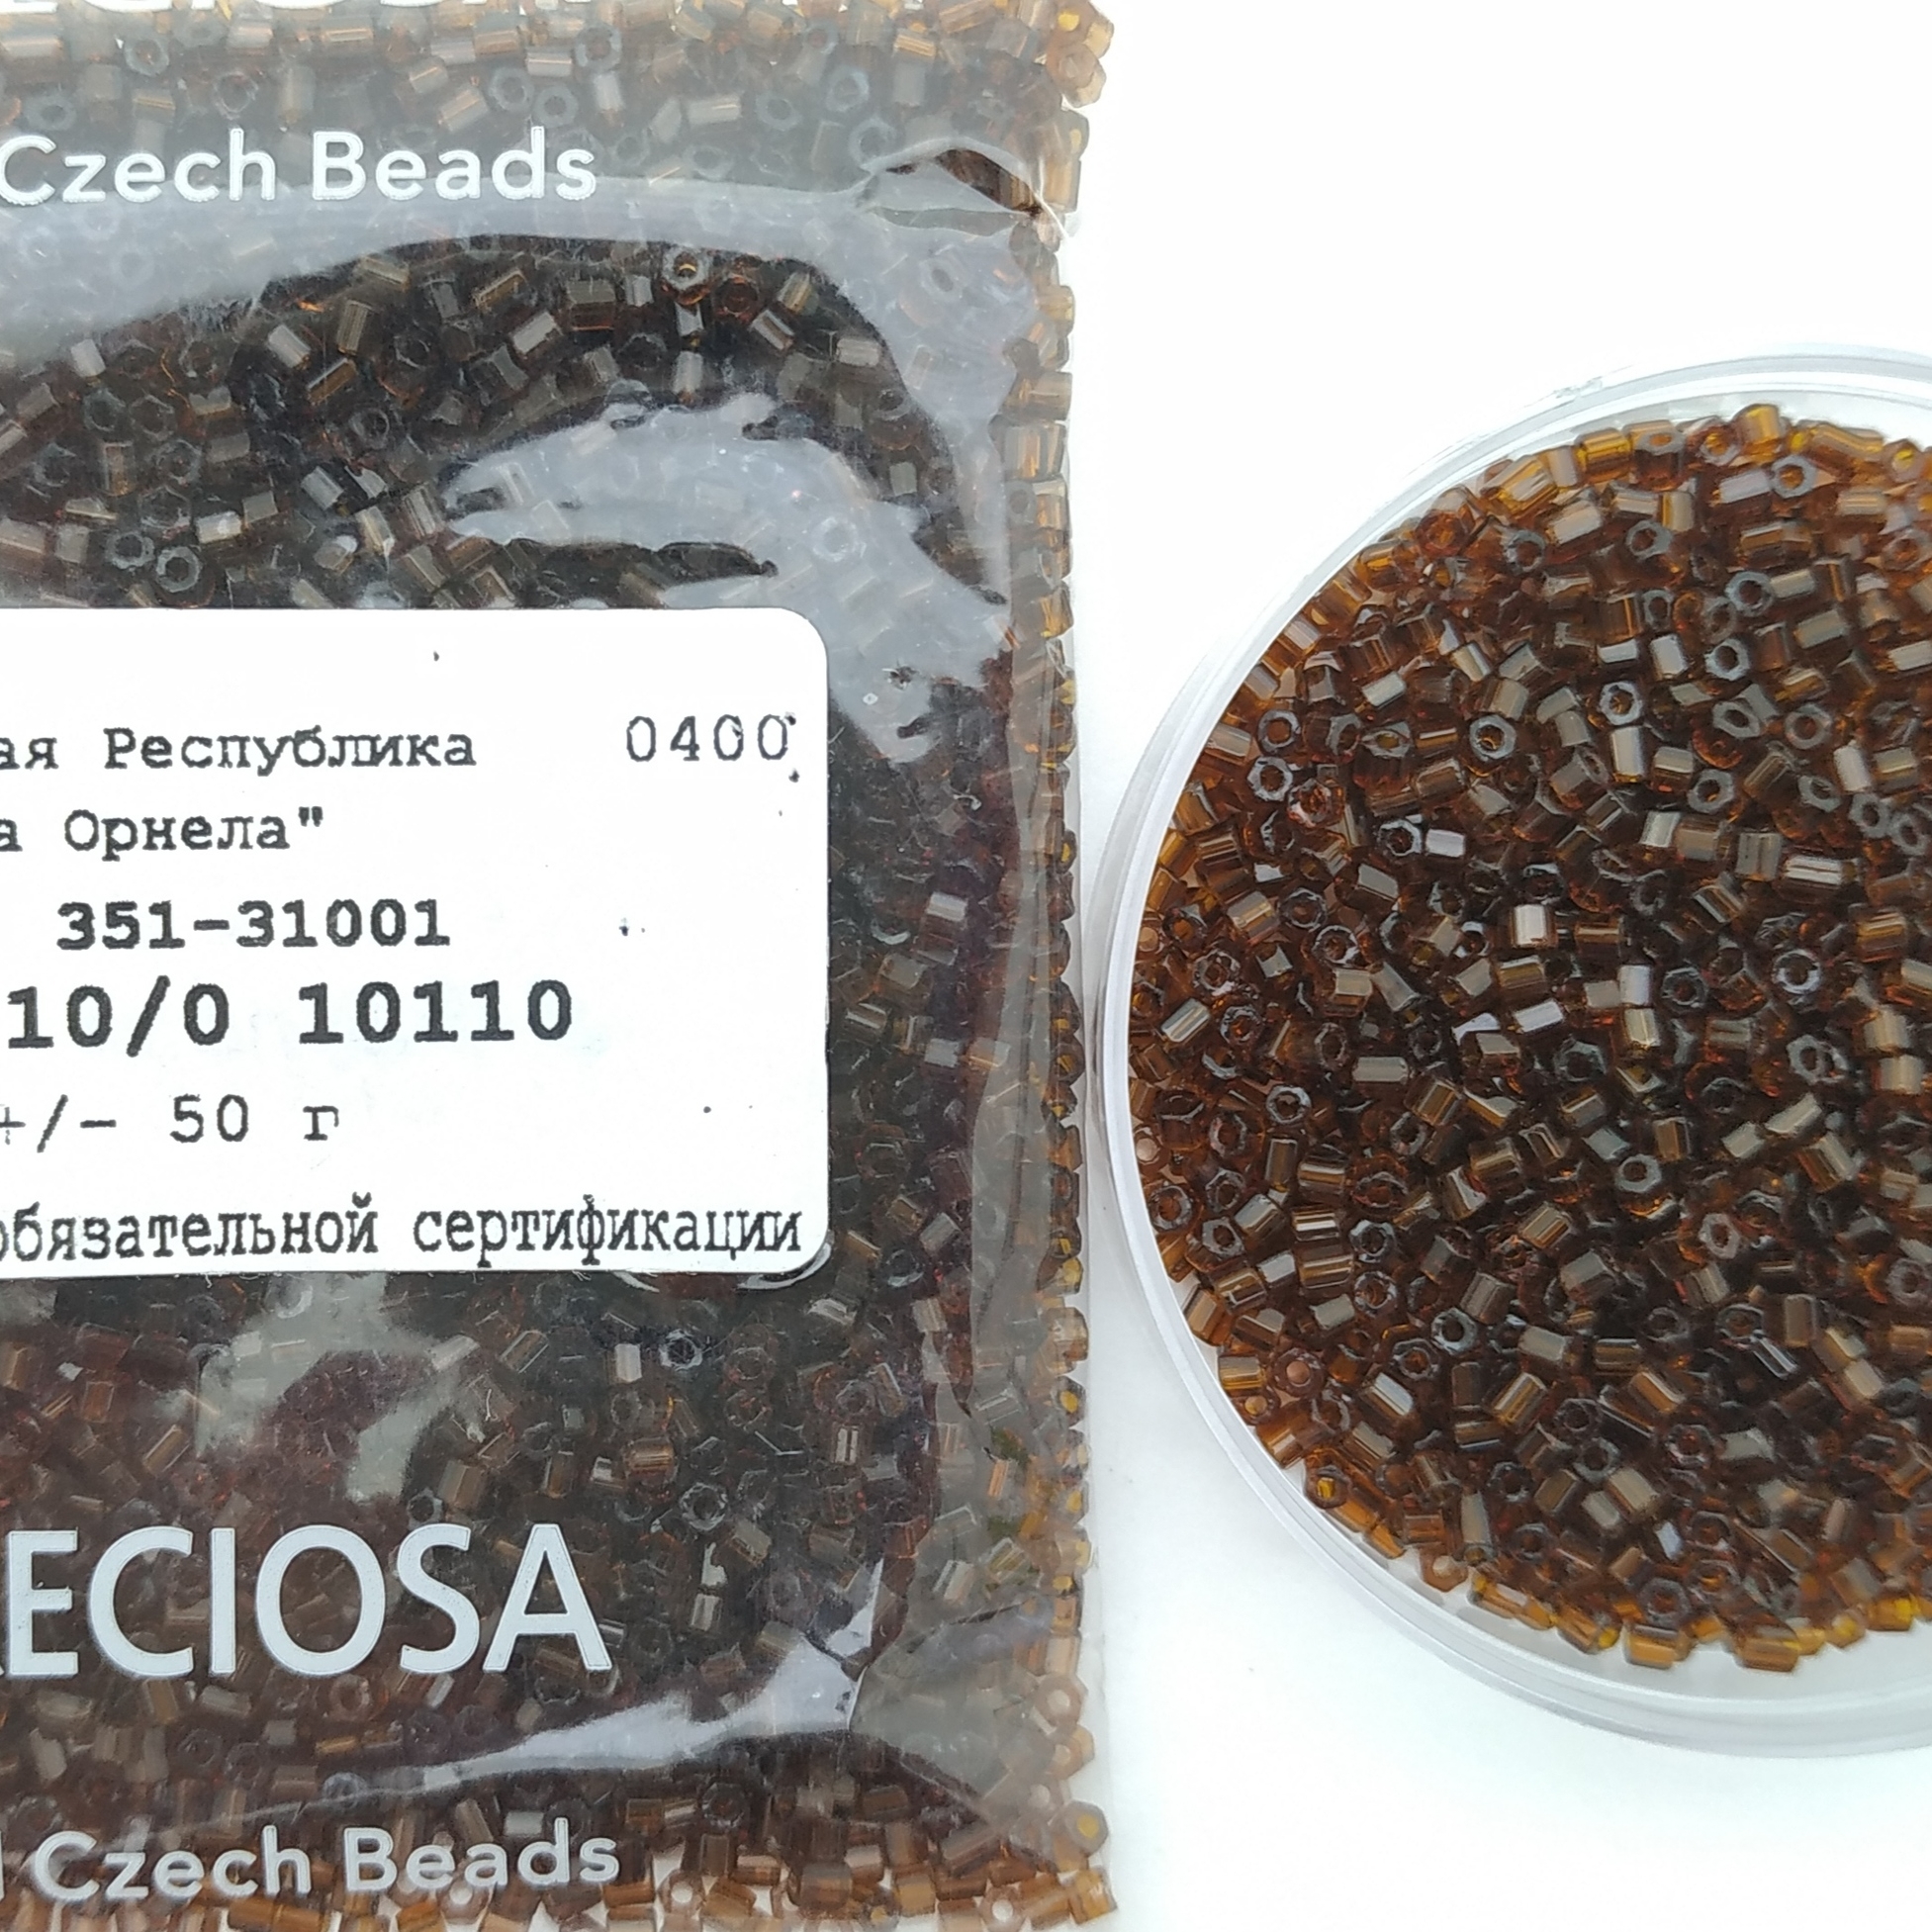 Czech Beads
ая Республика 0400
а Орнела"
351-31001
10/0 10110
+/- 50 г
обязательной сертификации
ECIOSA
Czech Beads